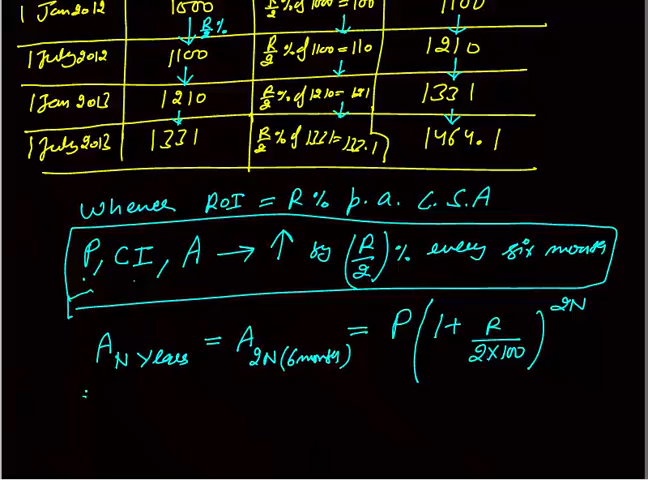 1 Jan 2012 1000 R/2 % of 1000 = 100 1100
R/2 %
1 July 2012 1100 R/2 % of 1100 = 110 1210
1 Jan 2013 1210 R/2 % of 1210 = 121 1331
1 July 2013 1331 R/2 % of 1331 = 133.1 1464.1
Whence ROI = R% p.a. C.S.A
P, CI, A → ↑ by (R/2)% every six month
A N years = A 2N(6 months) = P(1 + R/(2×100))^2N